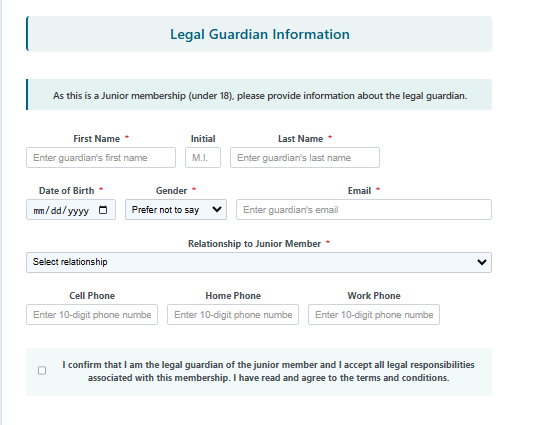 Legal Guardian Information
As this is a Junior membership (under 18), please provide information about the legal guardian.
First Name * Initial Last Name *
Enter guardian's first name M.I. Enter guardian's last name
Date of Birth * Gender * Email *
mm/dd/yyyy Prefer not to say Enter guardian's email
Relationship to Junior Member *
Select relationship
Cell Phone Home Phone Work Phone
Enter 10-digit phone numbe Enter 10-digit phone numbe Enter 10-digit phone numbe
I confirm that I am the legal guardian of the junior member and I accept all legal responsibilities
associated with this membership. I have read and agree to the terms and conditions.